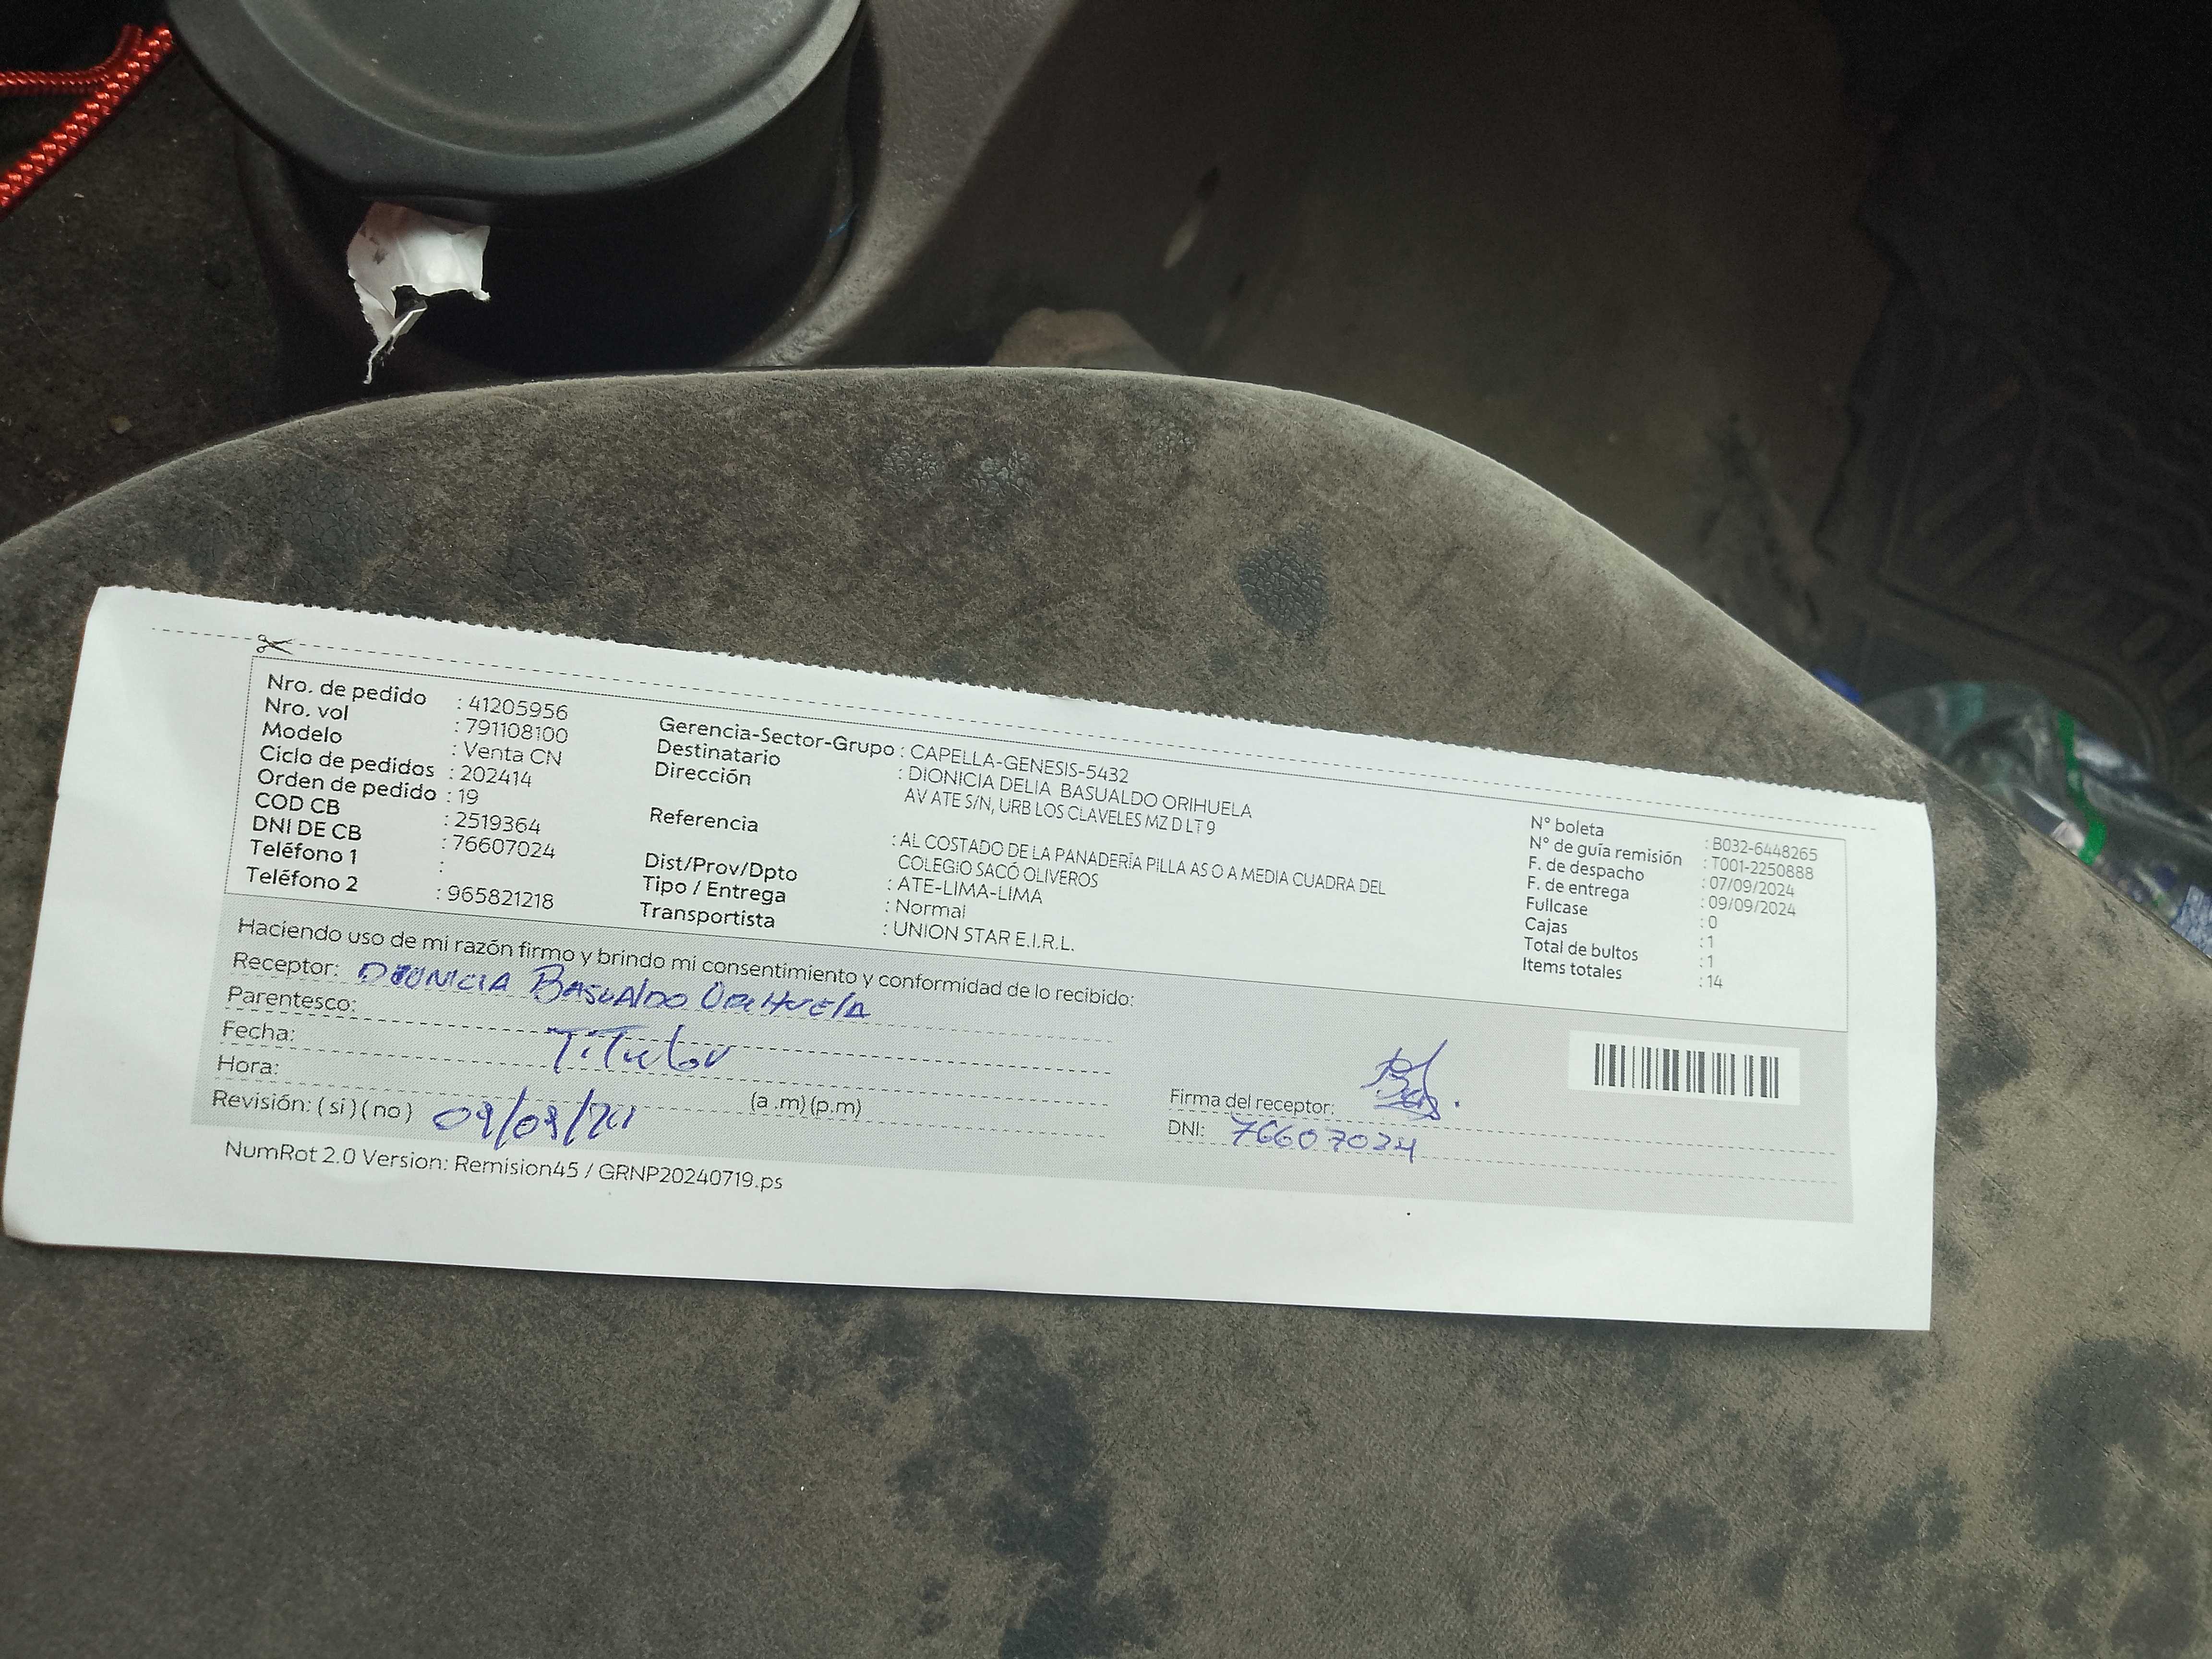 Nro. de pedido : 41205956
Nro. vol : 791108100
Modelo : Venta CN
Ciclo de pedidos : 202414
Orden de pedido : 19
COD CB : 2519364
DNI DE CB : 76607024
Teléfono 1 :
Teléfono 2 : 965821218
Gerencia-Sector-Grupo : CAPELLA-GENESIS-5432
Destinatario : DIONICIA DELIA BASUALDO ORIHUELA
Dirección AV ATE S/N, URB LOS CLAVELES MZ D LT 9
Referencia : AL COSTADO DE LA PANADERÍA PILLA AS O A MEDIA CUADRA DEL
COLEGIO SACÓ OLIVEROS
Dist/Prov/Dpto : ATE-LIMA-LIMA
Tipo / Entrega : Normal
Transportista : UNION STAR E.I.R.L.
N° boleta : B032-6448265
N° de guía remisión : T001-2250888
F. de despacho : 07/09/2024
F. de entrega : 09/09/2024
Fullcase : 0
Cajas : 1
Total de bultos : 1
Items totales : 14
Haciendo uso de mi razón firmo y brindo mi consentimiento y conformidad de lo recibido:
Receptor: DIONICIA BASUALDO ORIHUELA
Parentesco: Titular
Fecha:
Hora: (a .m) (p.m)
Revisión: ( si ) ( no ) 09/09/24
Firma del receptor:
DNI: 76607024
NumRot 2.0 Version: Remision45 / GRNP20240719.ps